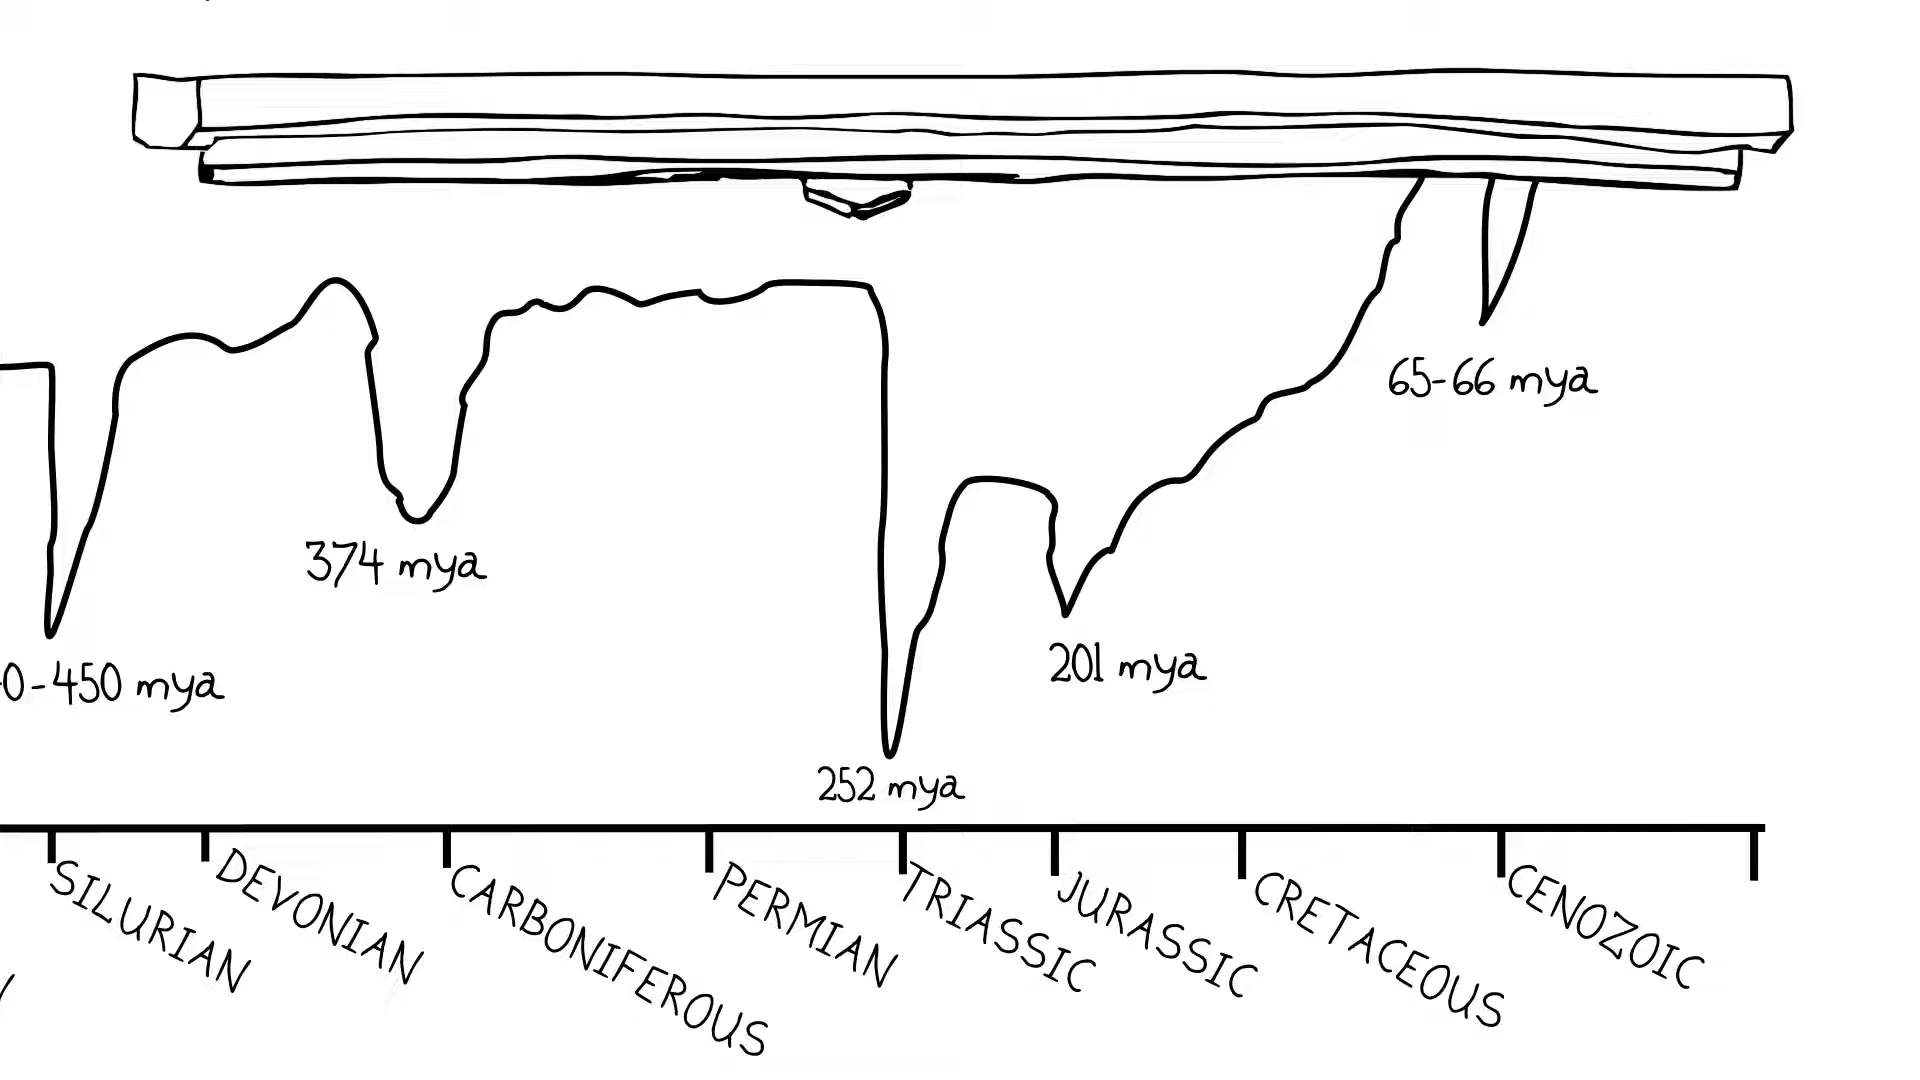 65-66 mya
374 mya
201 mya
0-450 mya
252 mya
SILURIAN
DEVONIAN
CARBONIFEROUS
PERMIAN
TRIASSIC
JURASSIC
CRETACEOUS
CENOZOIC